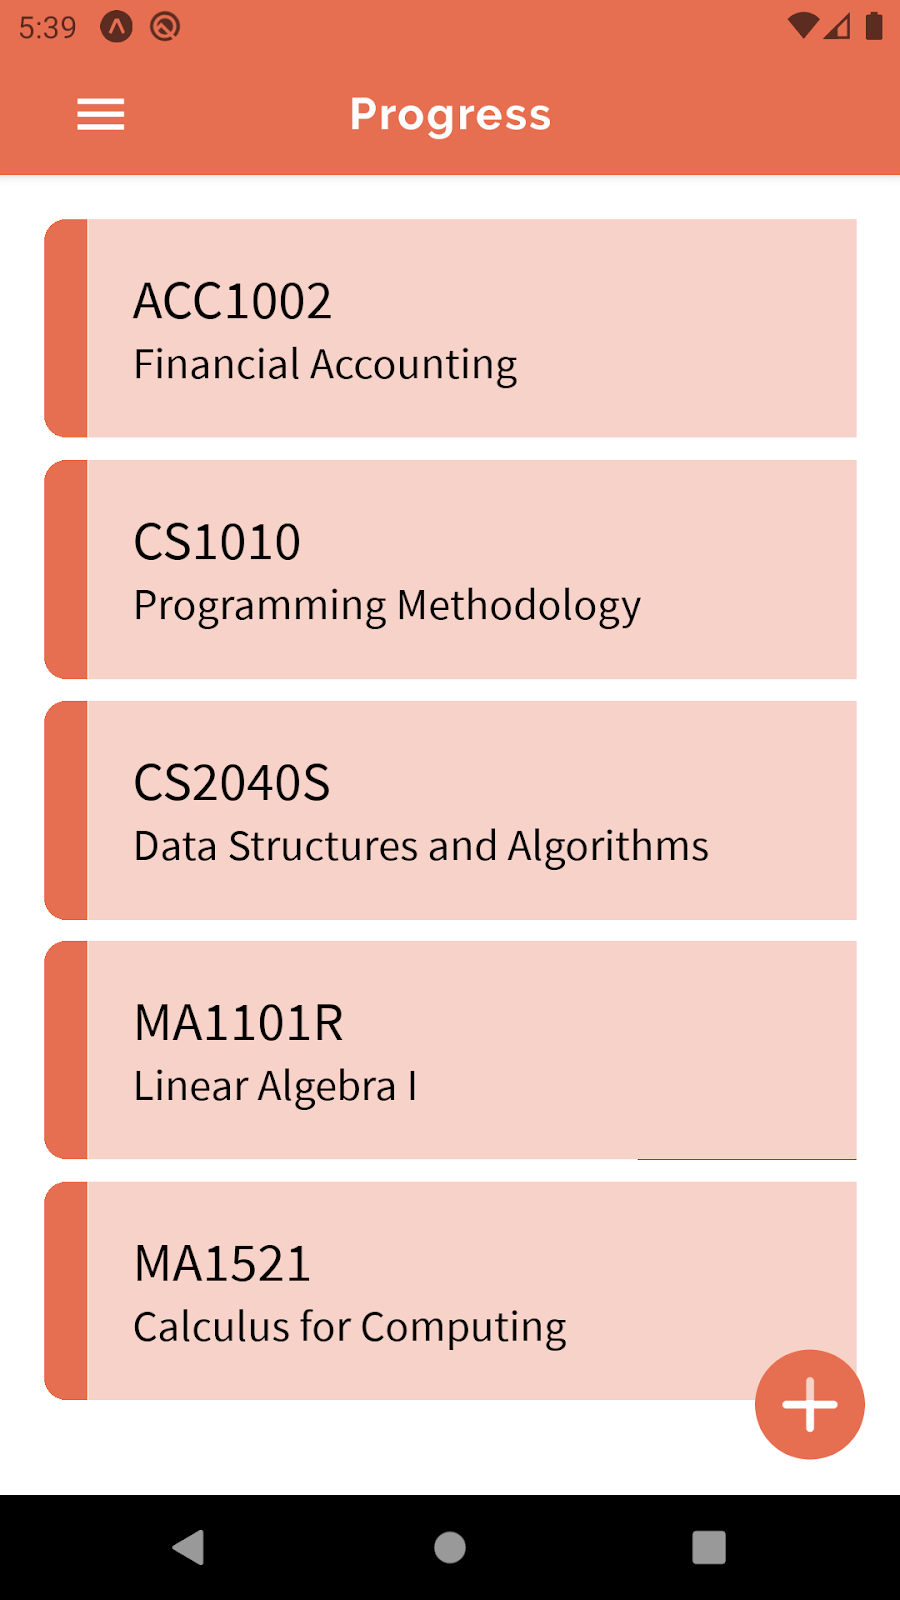 5:39
Progress
ACC1002
Financial Accounting
CS1010
Programming Methodology
CS2040S
Data Structures and Algorithms
MA1101R
Linear Algebra I
MA1521
Calculus for Computing